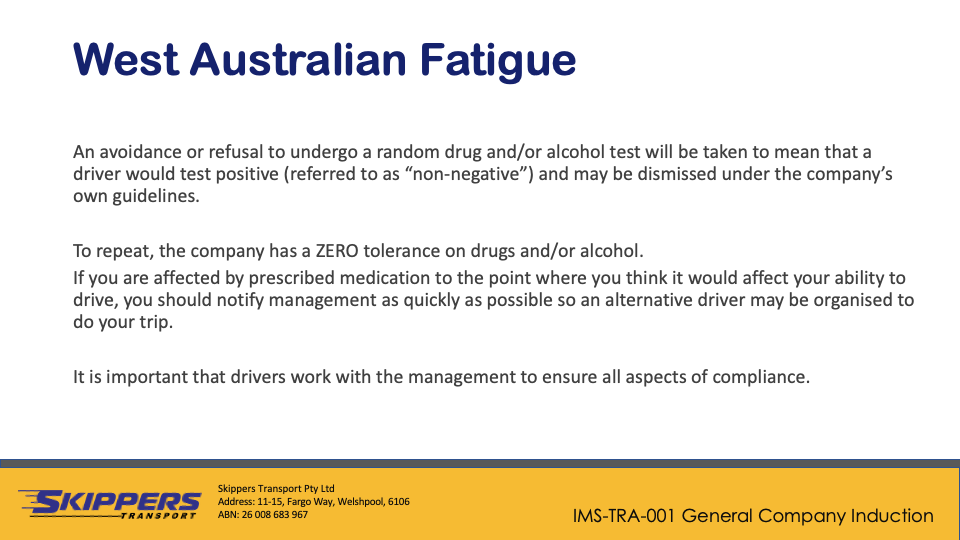 West Australian Fatigue
An avoidance or refusal to undergo a random drug and/or alcohol test will be taken to mean that a
driver would test positive (referred to as “non-negative”) and may be dismissed under the company’s
own guidelines.
To repeat, the company has a ZERO tolerance on drugs and/or alcohol.
If you are affected by prescribed medication to the point where you think it would affect your ability to
drive, you should notify management as quickly as possible so an alternative driver may be organised to
do your trip.
It is important that drivers work with the management to ensure all aspects of compliance.
SKIPPERS
TRANSPORT
Skippers Transport Pty Ltd
Address: 11-15, Fargo Way, Welshpool, 6106
ABN: 26 008 683 967
IMS-TRA-001 General Company Induction